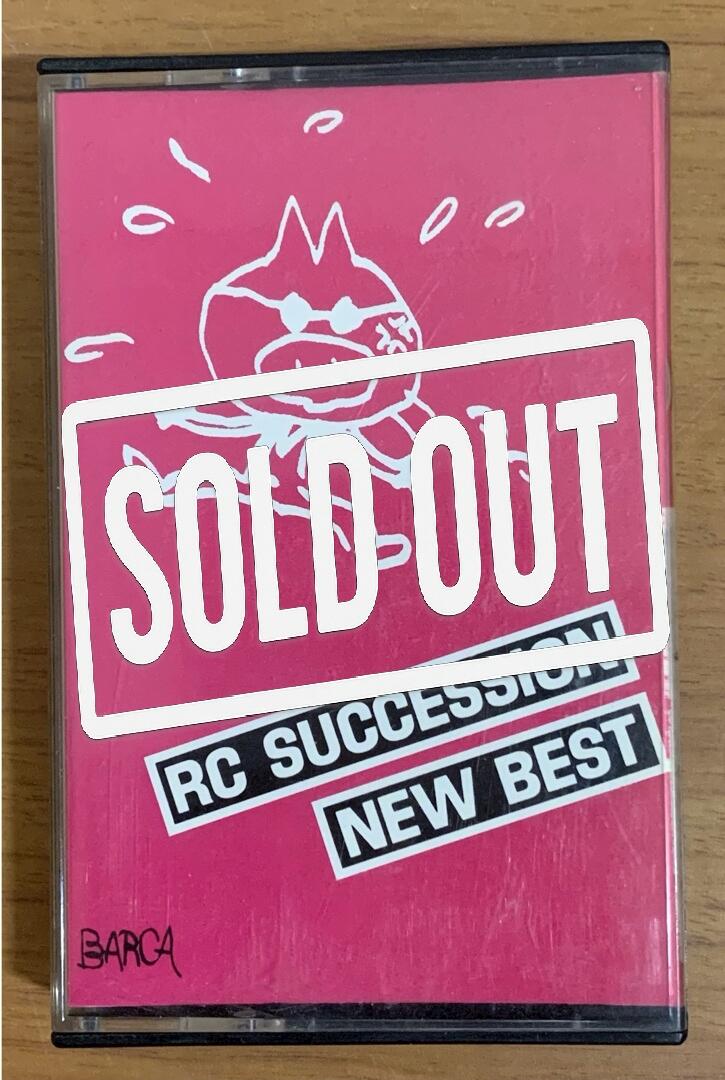 SOLD OUT
RC SUCCESSION
NEW BEST
BARCA